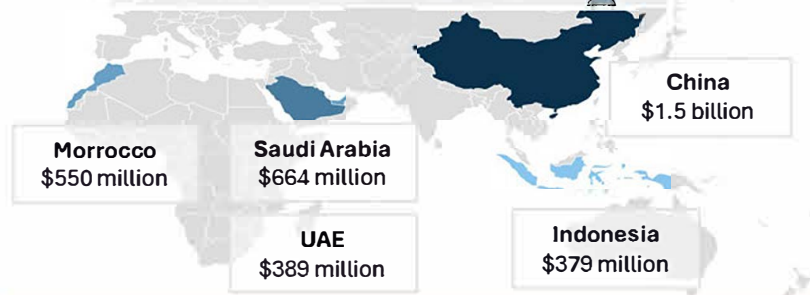 China
$1.5 billion
Morrocco
$550 million
Saudi Arabia
$664 million
UAE
$389 million
Indonesia
$379 million